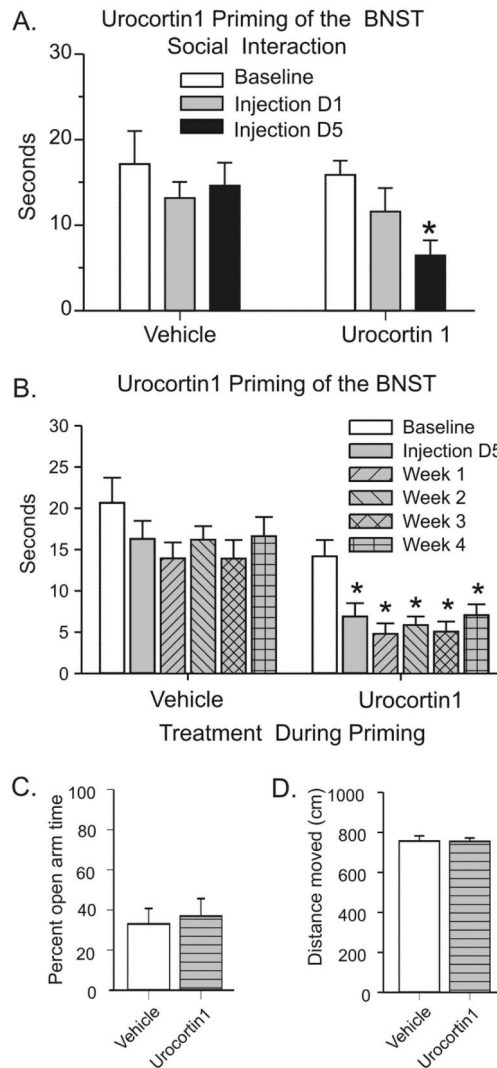 A.
Urocortin1 Priming of the BNST
Social Interaction
Baseline
Injection D1
Injection D5
Seconds
30
20
10
0
*
Vehicle
Urocortin 1
Urocortin1 Priming of the BNST
B.
Baseline
Injection D5
Week 1
Week 2
Week 3
Week 4
Seconds
30
25
20
15
10
5
0
* * * * *
Vehicle
Urocortin1
Treatment During Priming
C.
Percent open arm time
100
80
60
40
20
0
Vehicle
Urocortin1
D.
Distance moved (cm)
1000
800
600
400
200
0
Vehicle
Urocortin1